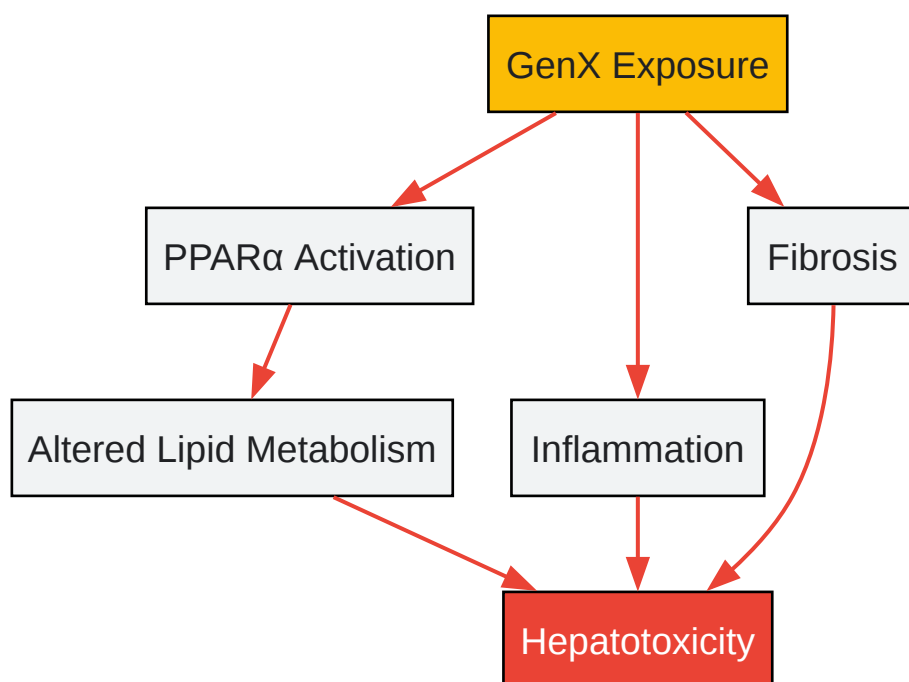 GenX Exposure
PPARα Activation
Fibrosis
Altered Lipid Metabolism
Inflammation
Hepatotoxicity